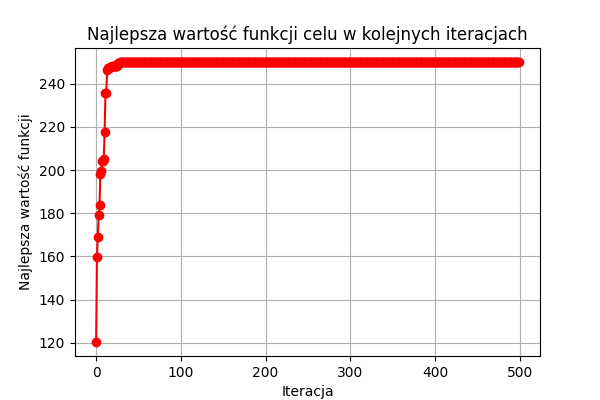 Najlepsza wartość funkcji celu w kolejnych iteracjach
Najlepsza wartość funkcji
240
220
200
180
160
140
120
0 100 200 300 400 500
Iteracja